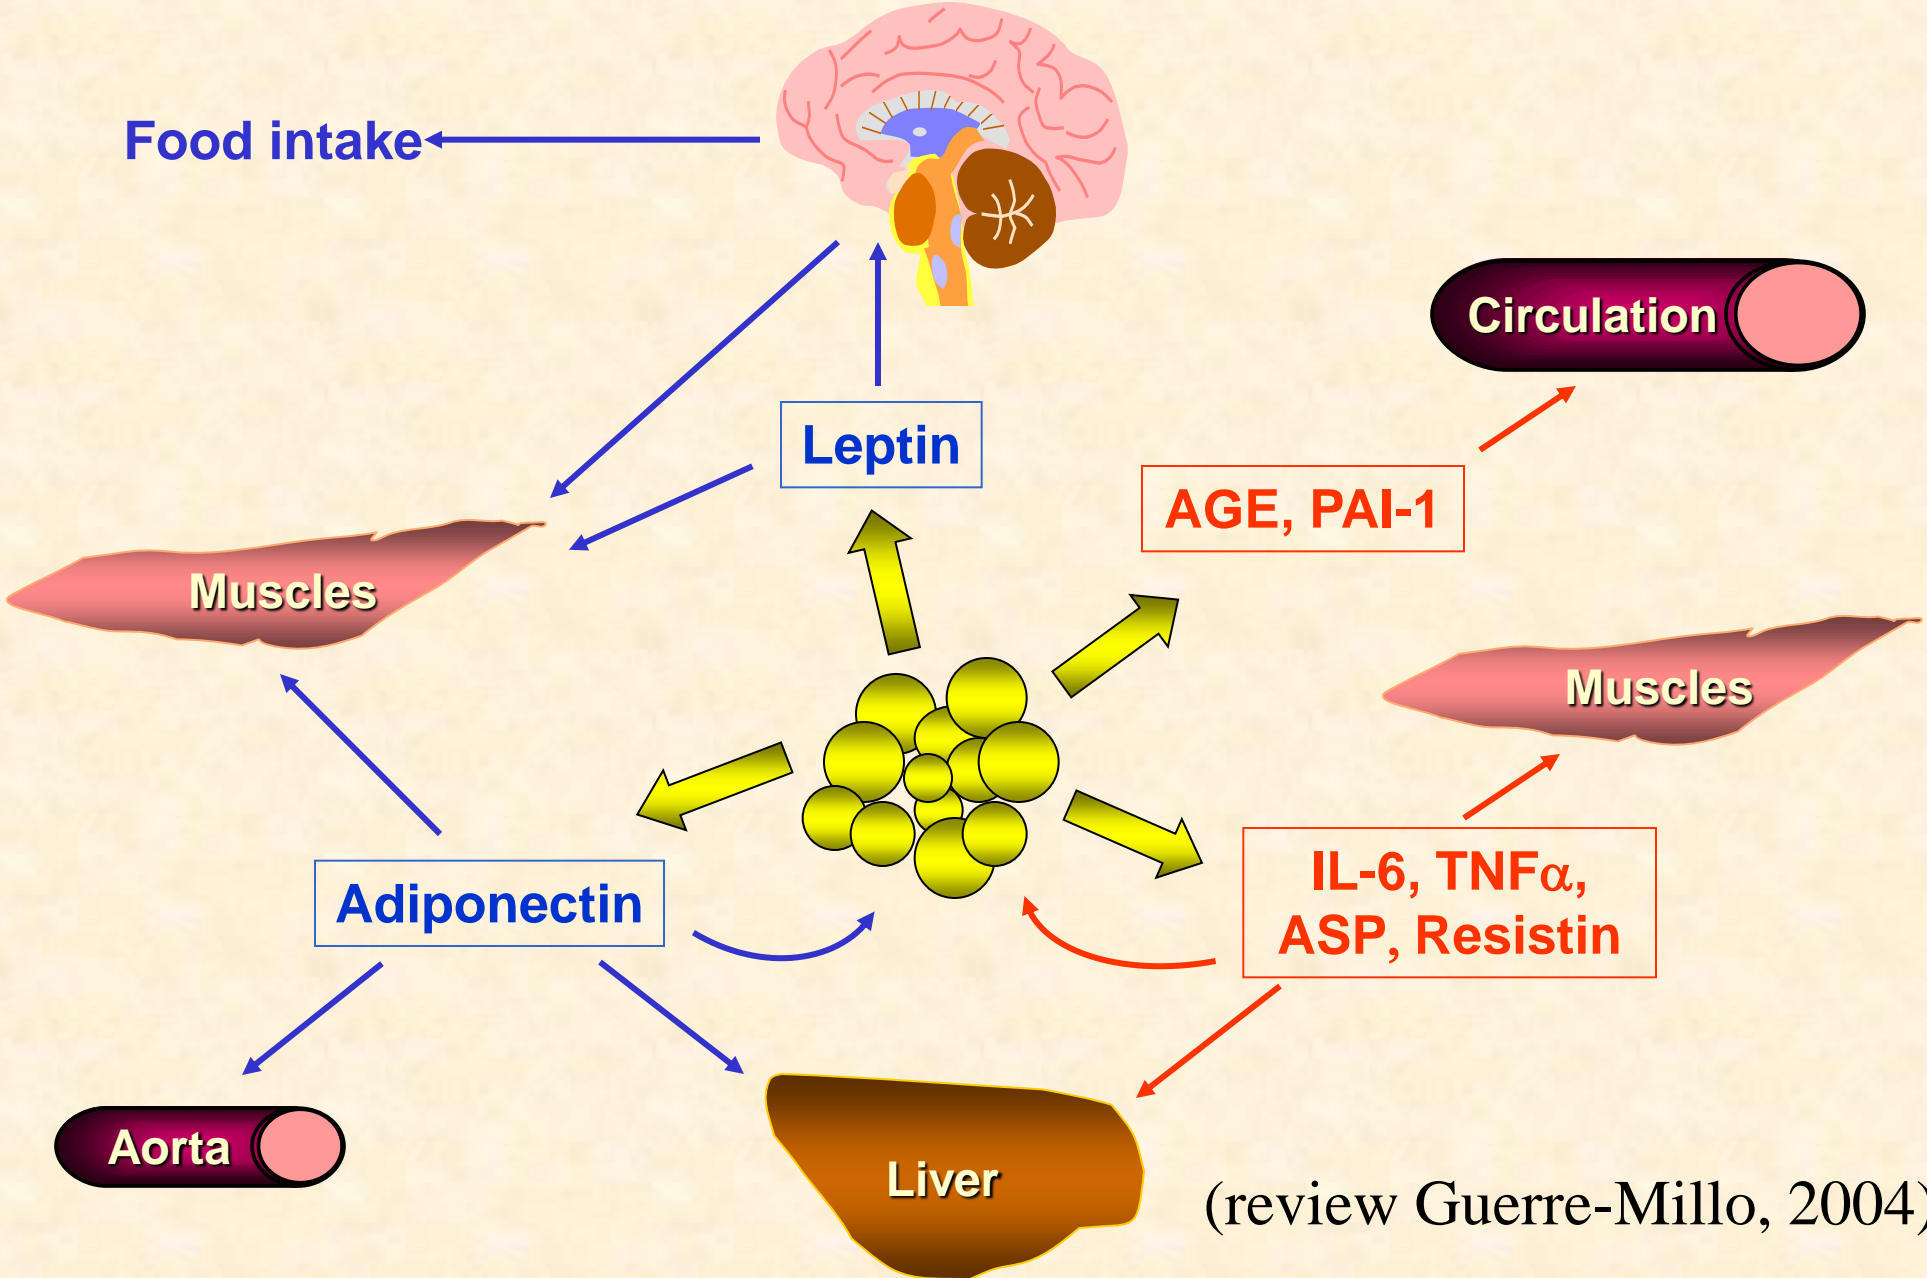 Food intake
Circulation
Leptin
AGE, PAI-1
Muscles
Muscles
IL-6, TNFα,
ASP, Resistin
Adiponectin
Aorta
Liver
(review Guerre-Millo, 2004)